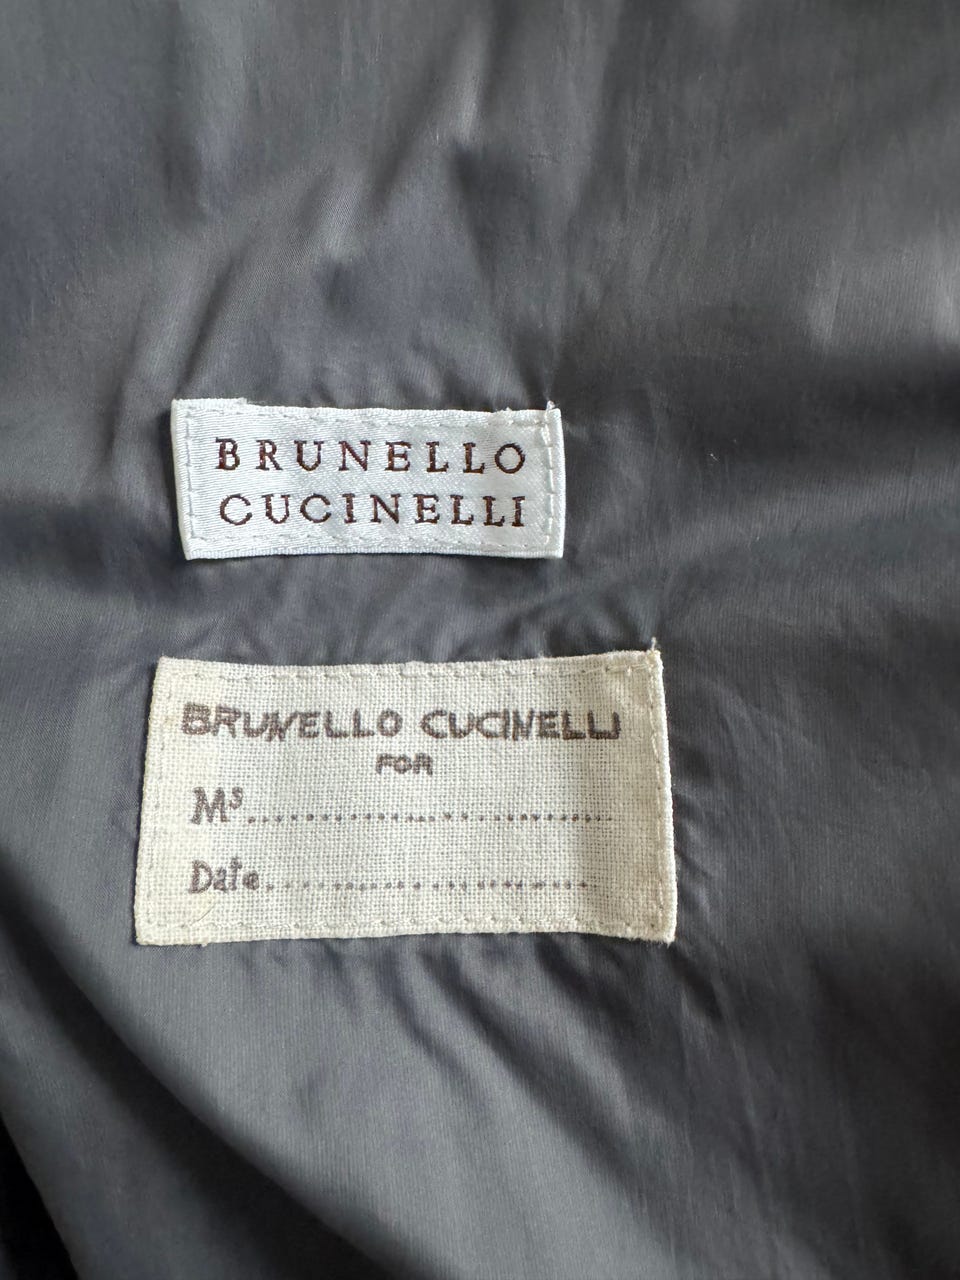 BRUNELLO
CUCINELLI
BRUNELLO CUCINELLI
FOR
Ms.............................
Date.........................